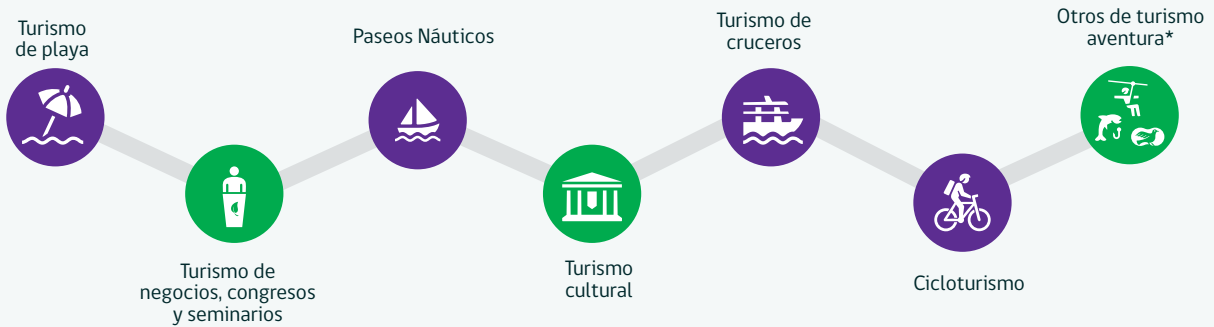 Turismo
de playa
Turismo de
negocios, congresos
y seminarios
Paseos Náuticos
Turismo
cultural
Turismo de
cruceros
Cicloturismo
Otros de turismo
aventura*